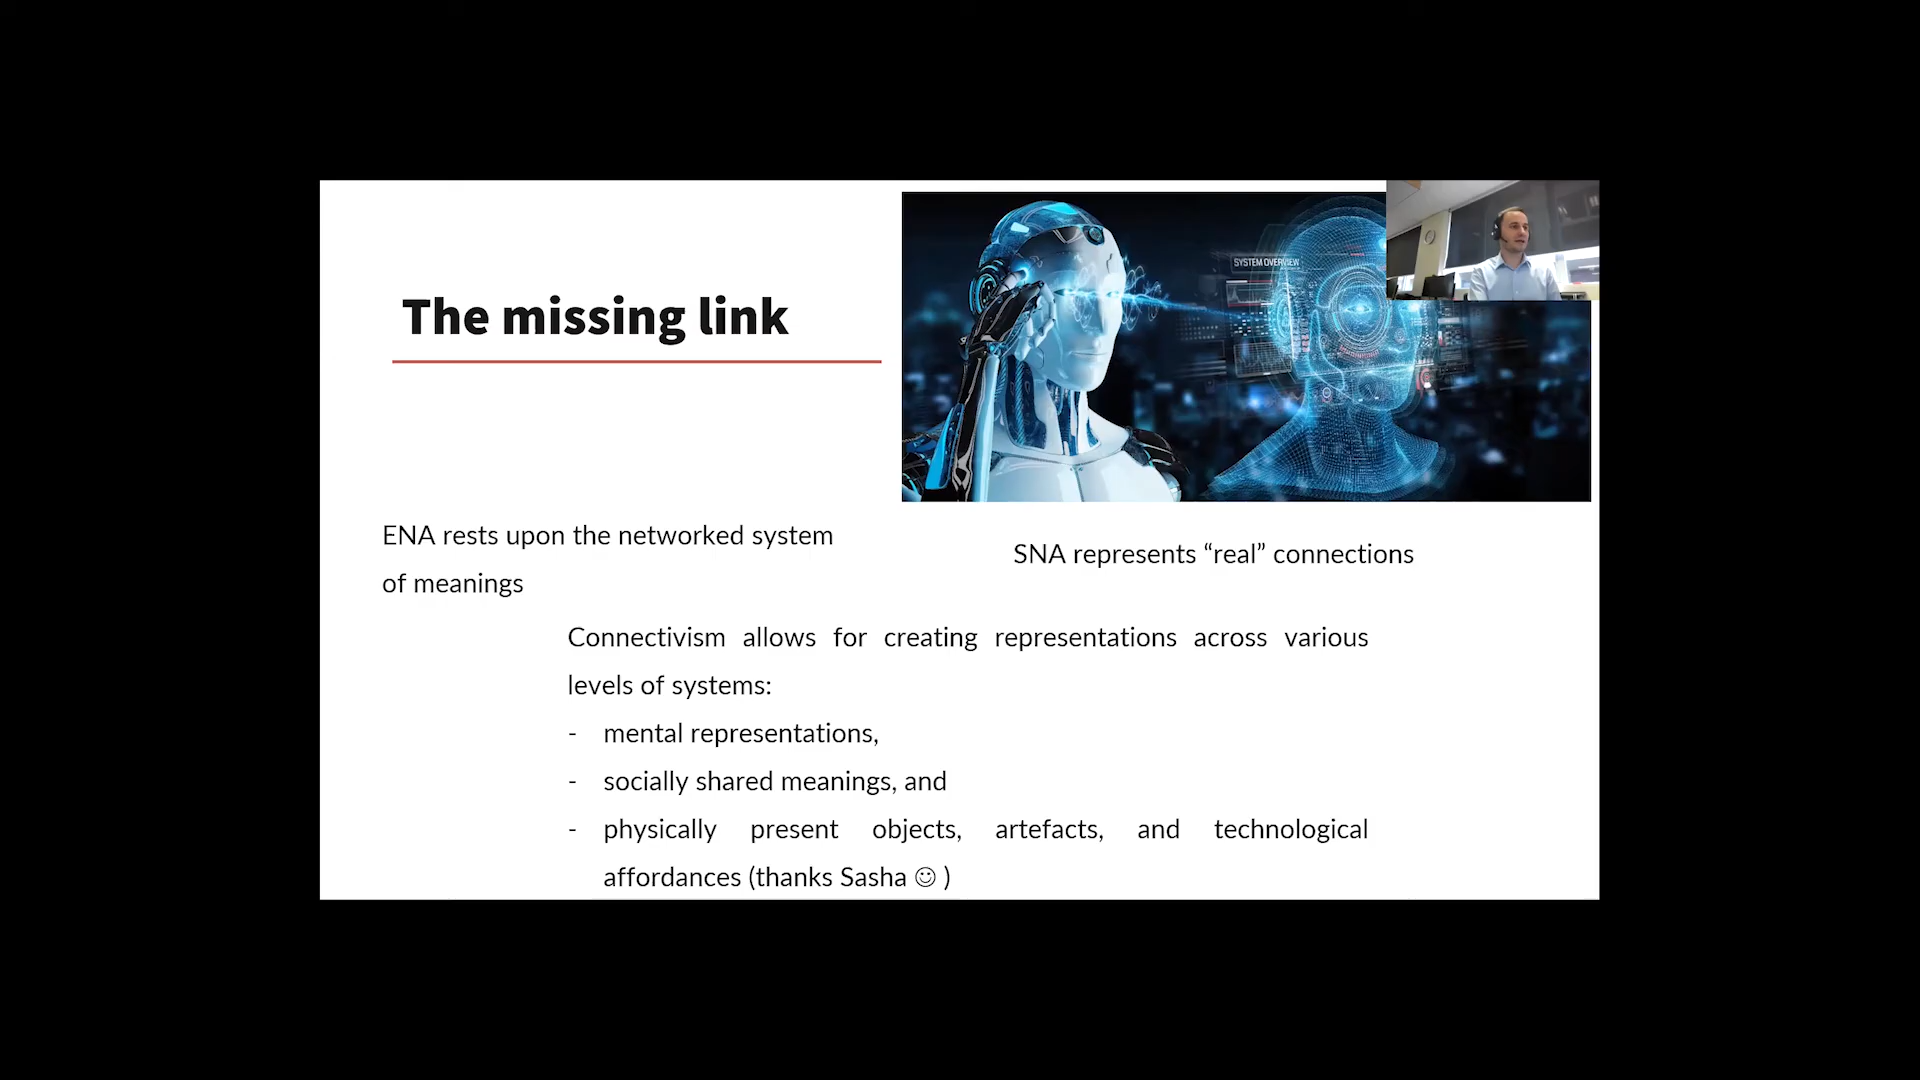 The missing link
SYSTEM OVERVIEW
ENA rests upon the networked system
of meanings
SNA represents “real” connections
Connectivism allows for creating representations across various
levels of systems:
- mental representations,
- socially shared meanings, and
- physically present objects, artefacts, and technological
affordances (thanks Sasha ☺ )